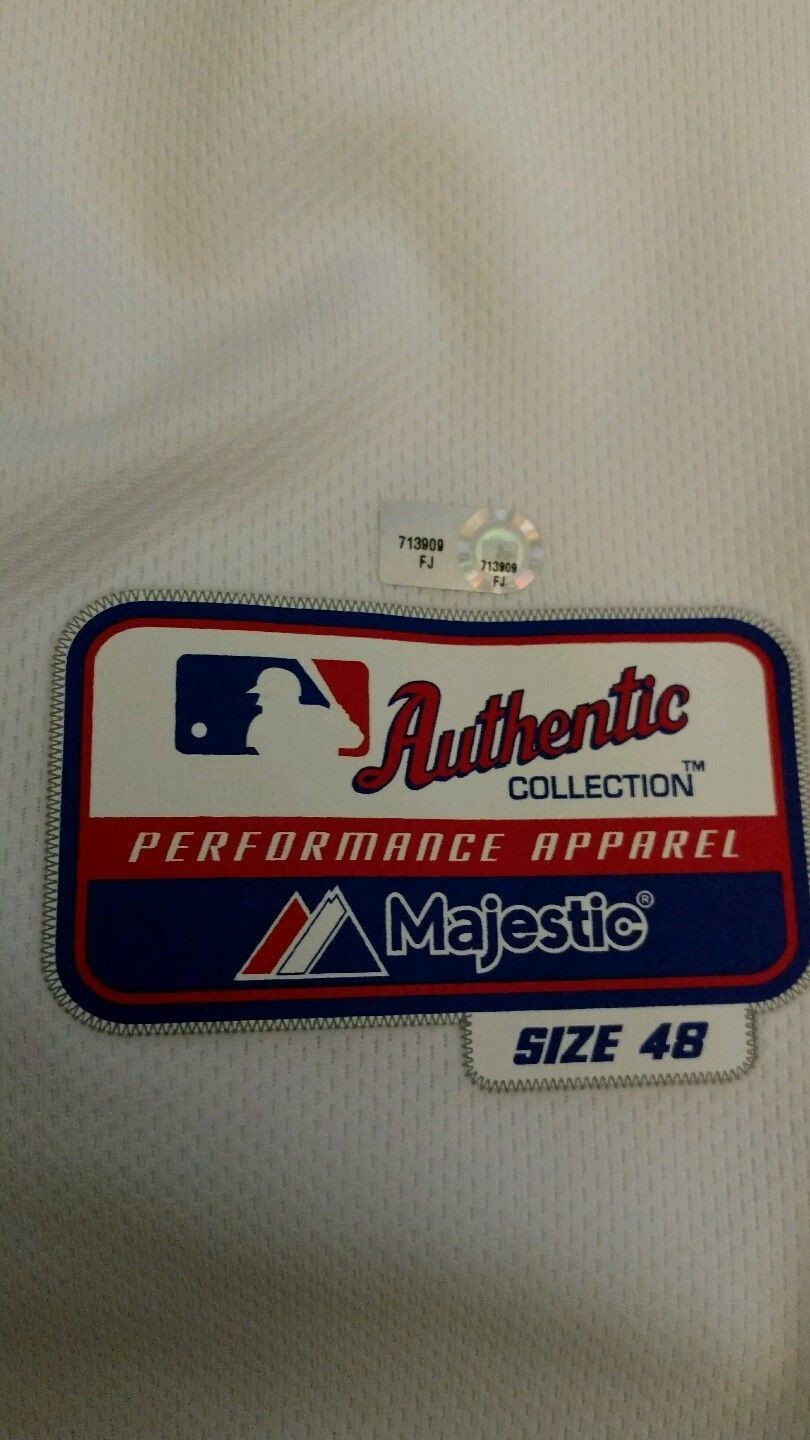 713909
FJ
713909
FJ
Authentic
COLLECTION™
PERFORMANCE APPAREL
Majestic®
SIZE 48